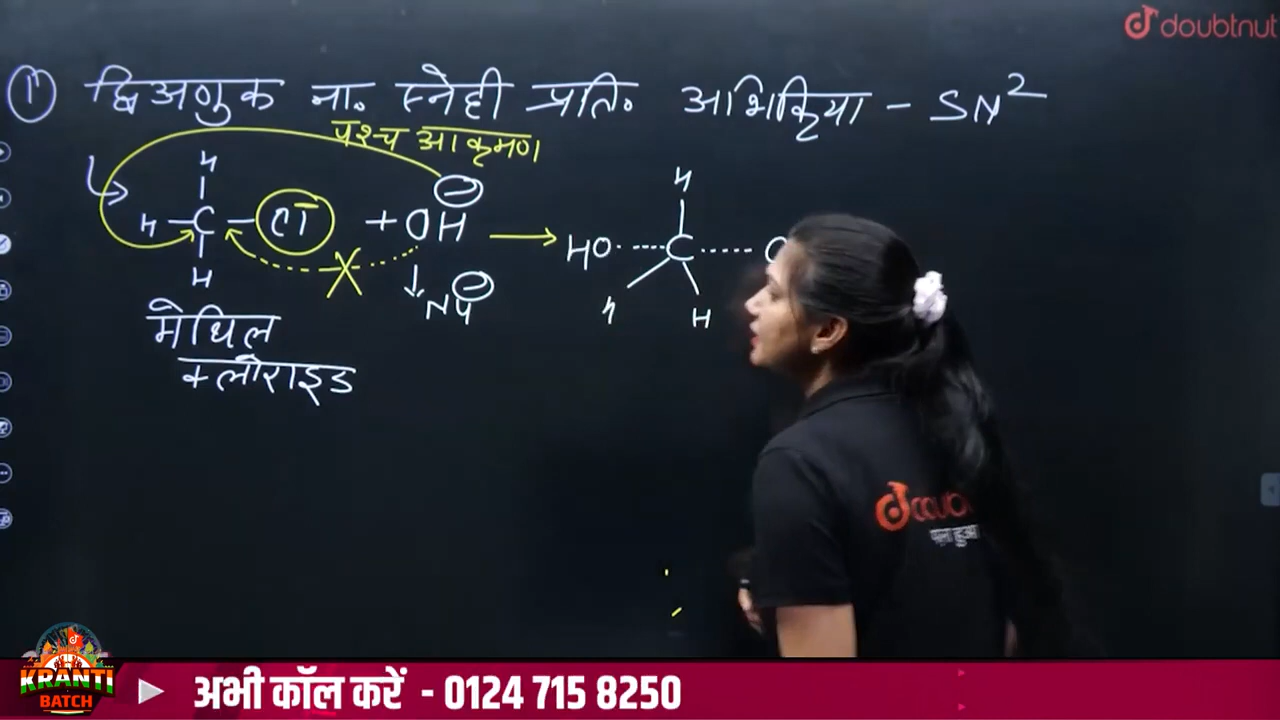 doubtnut
① द्विअणुक ना॰ स्नेही प्रति॰ अभिक्रिया - SN²
पश्च आक्रमण
H H
H - C - Cl + OH⊖ → HO ---- C ----
H H H
↓ Nu⊖
मेथिल
क्लोराइड
doubtnut
KRANTI
BATCH
अभी कॉल करें - 0124 715 8250